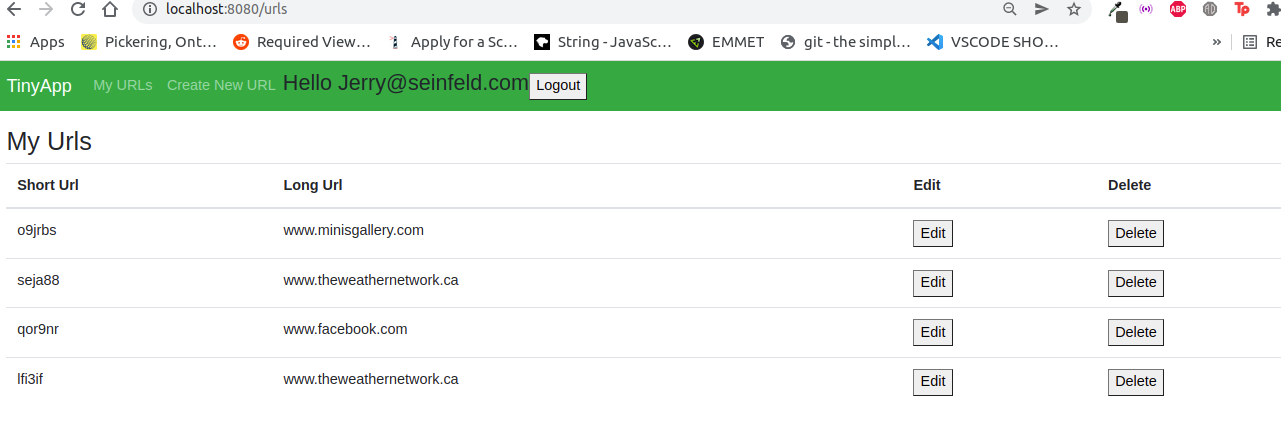 localhost:8080/urls
ABP
Tp
Apps Pickering, Ont… Required View… Apply for a Sc… String - JavaSc… EMMET git - the simpl… VSCODE SHO… » Re
TinyApp My URLs Create New URL Hello Jerry@seinfeld.com Logout
My Urls
Short Url Long Url Edit Delete
o9jrbs www.minisgallery.com Edit Delete
seja88 www.theweathernetwork.ca Edit Delete
qor9nr www.facebook.com Edit Delete
lfi3if www.theweathernetwork.ca Edit Delete